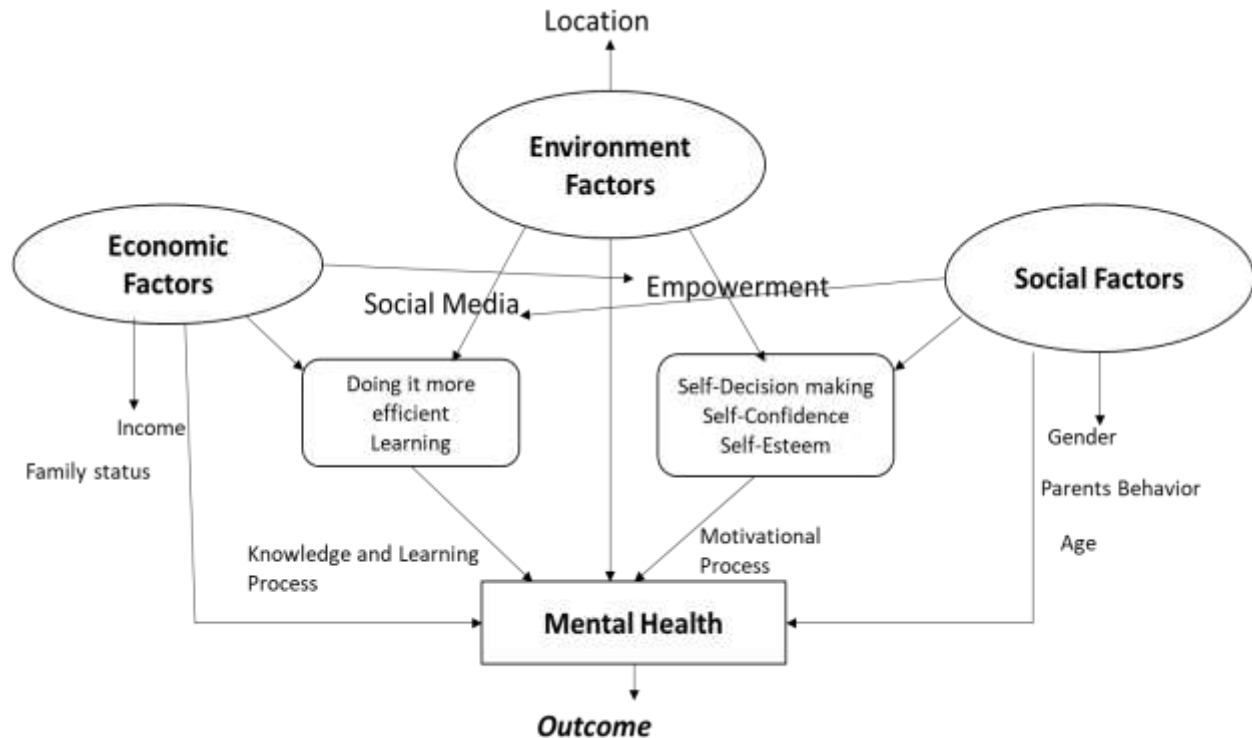 Location
Environment
Factors
Economic
Factors
Social Factors
Empowerment
Social Media
Doing it more
efficient
Learning
Self-Decision making
Self-Confidence
Self-Esteem
Income
Family status
Gender
Parents Behavior
Age
Knowledge and Learning
Process
Motivational
Process
Mental Health
Outcome